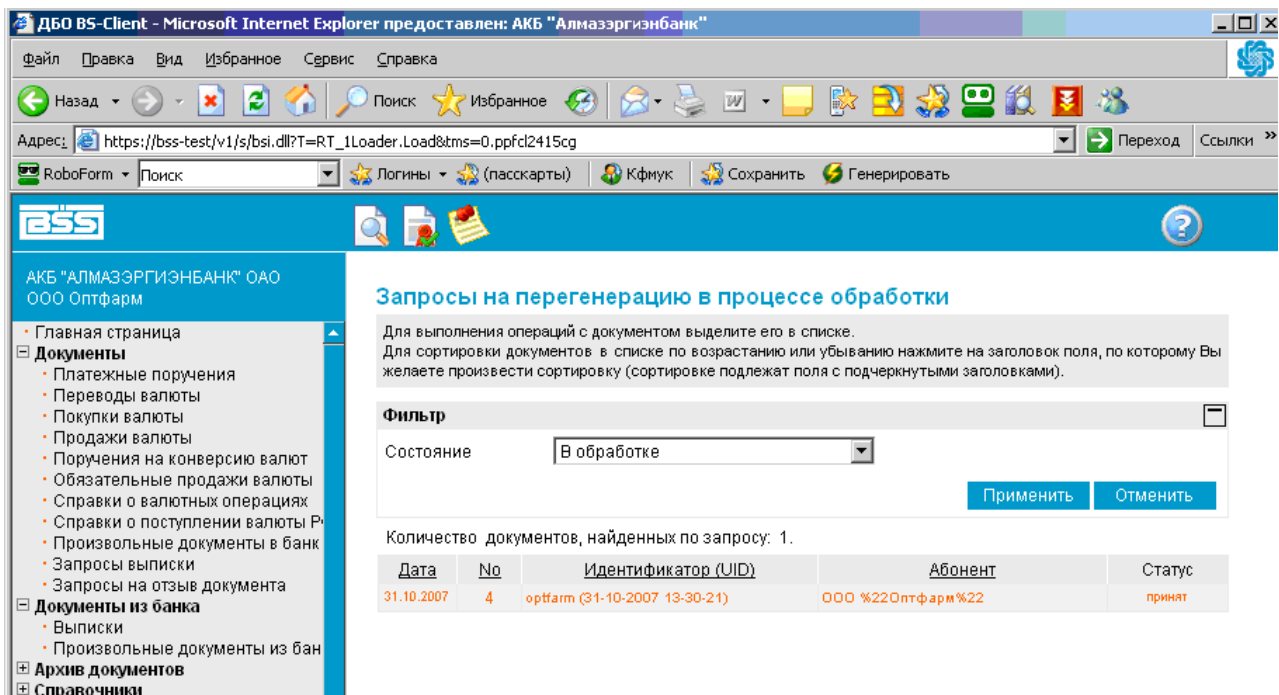 ДБО BS-Client - Microsoft Internet Explorer предоставлен: АКБ "Алмазэргиэнбанк"
Файл Правка Вид Избранное Сервис Справка
Назад Поиск Избранное
Адрес: https://bss-test/v1/s/bsi.dll?T=RT_1Loader.Load&tms=0.ppfcl2415cg Переход Ссылки »
RoboForm Поиск Логины (пасскарты) Кфмук Сохранить Генерировать
BSS
АКБ "АЛМАЗЭРГИЭНБАНК" ОАО
ООО Оптфарм
Главная страница
Документы
Платежные поручения
Переводы валюты
Покупки валюты
Продажи валюты
Поручения на конверсию валют
Обязательные продажи валюты
Справки о валютных операциях
Справки о поступлении валюты Р
Произвольные документы в банк
Запросы выписки
Запросы на отзыв документа
Документы из банка
Выписки
Произвольные документы из бан
Архив документов
Справочники
Запросы на перегенерацию в процессе обработки
Для выполнения операций с документом выделите его в списке.
Для сортировки документов в списке по возрастанию или убыванию нажмите на заголовок поля, по которому Вы
желаете произвести сортировку (сортировке подлежат поля с подчеркнутыми заголовками).
Фильтр
Состояние В обработке
Применить Отменить
Количество документов, найденных по запросу: 1.
Дата No Идентификатор (UID) Абонент Статус
31.10.2007 4 optfarm (31-10-2007 13-30-21) ООО %22Оптфарм%22 принят